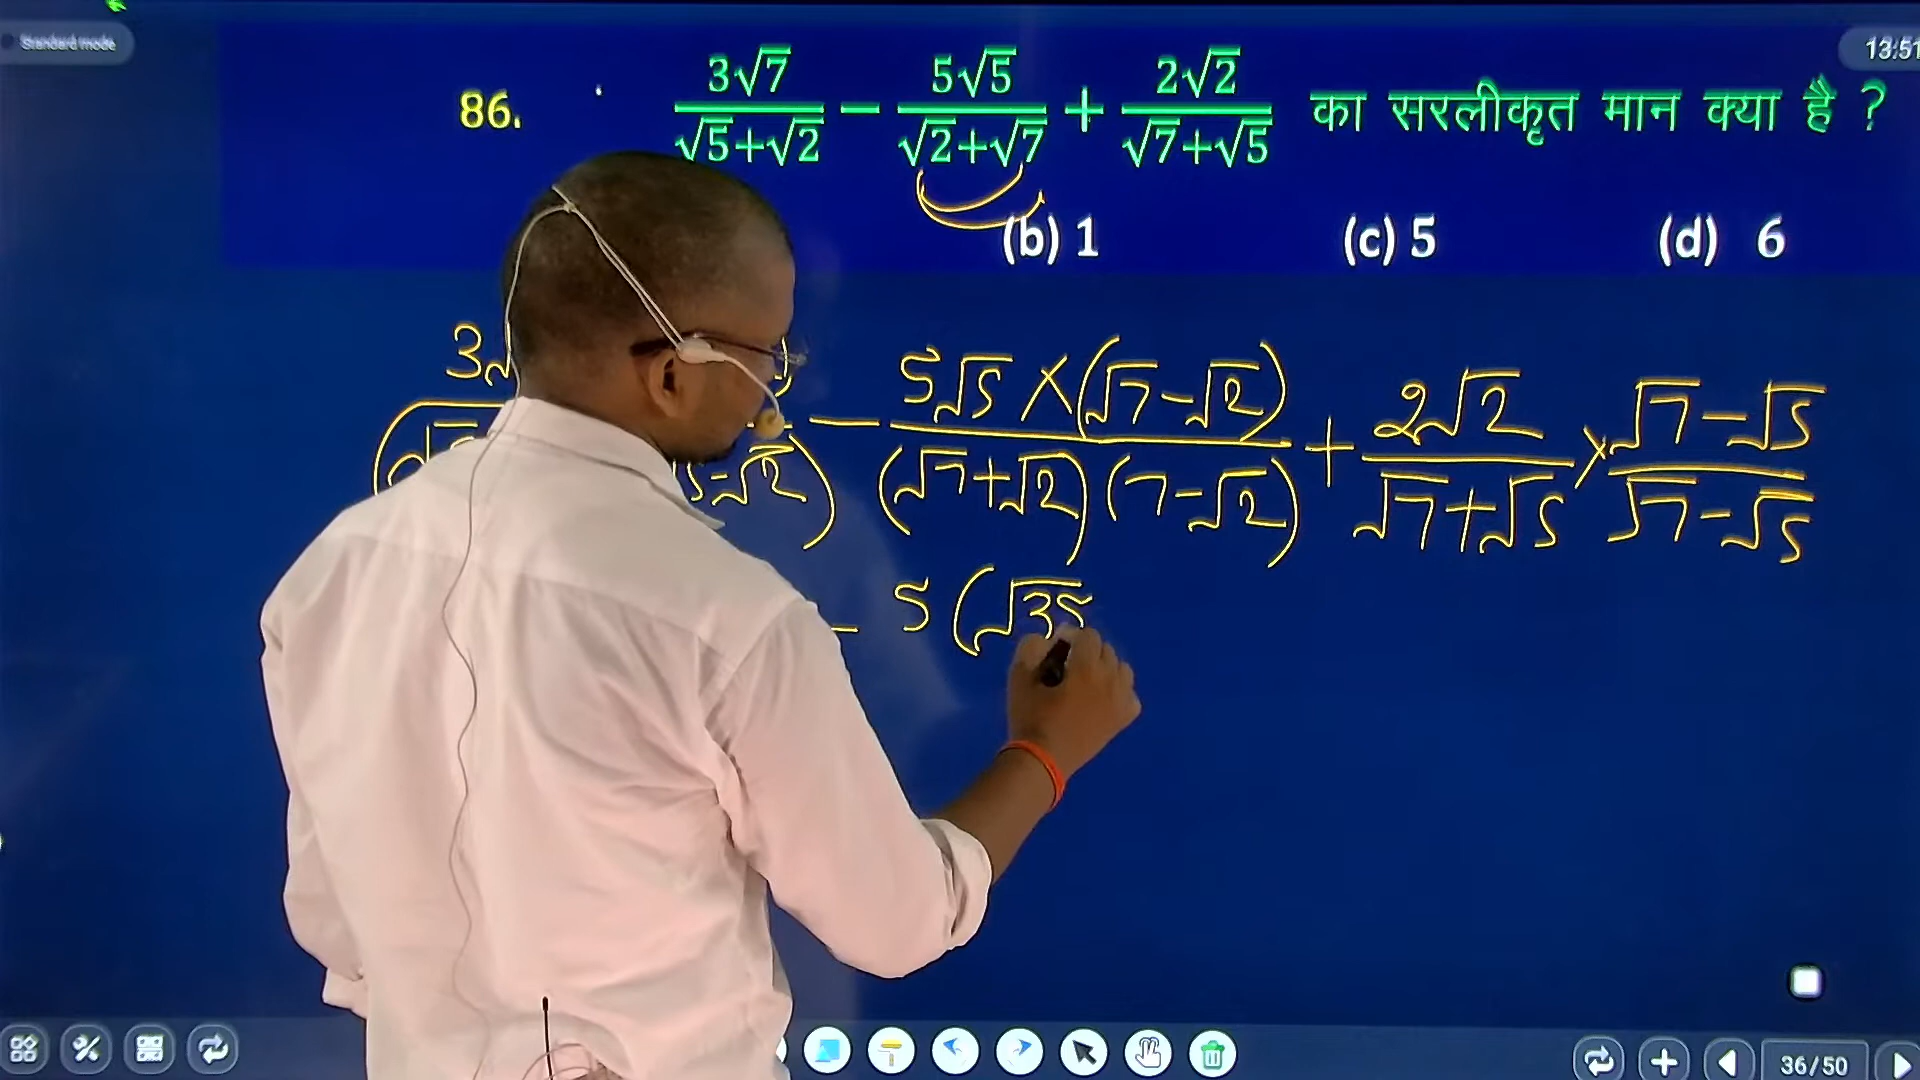 Standard mode
13:51
86. 3√7/√5+√2 − 5√5/√2+√7 + 2√2/√7+√5 का सरलीकृत मान क्या है ?
(b) 1 (c) 5 (d) 6
3√ ) − 5√5 × (√7−√2) / (√7+√2) (7−√2) + 2√2/√7+√5 × √7−√5/√7−√5
−√2)
− 5 (√35
36/50